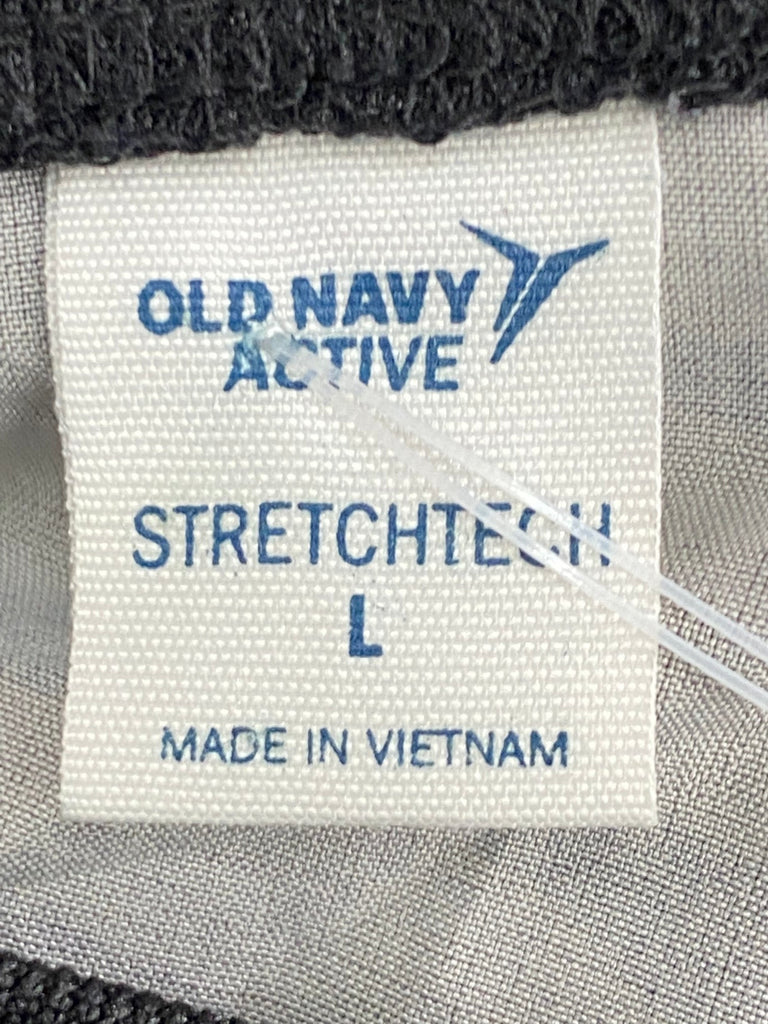 OLD NAVY
ACTIVE
STRETCHTECH
L
MADE IN VIETNAM